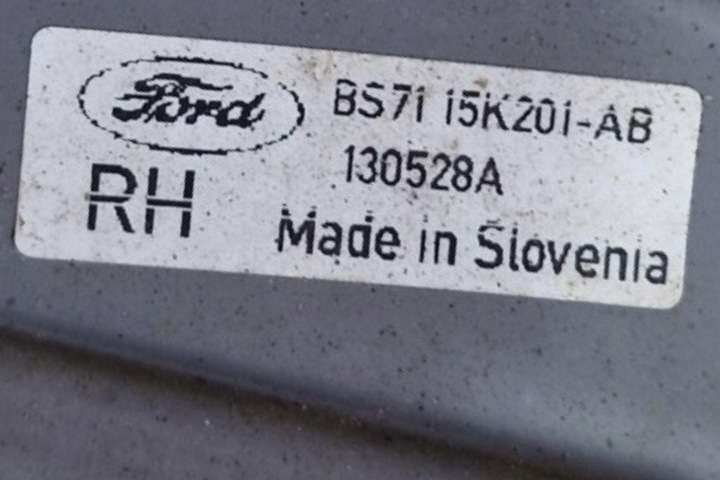 Ford
BS71 15K201-AB
130528A
RH
Made in Slovenia